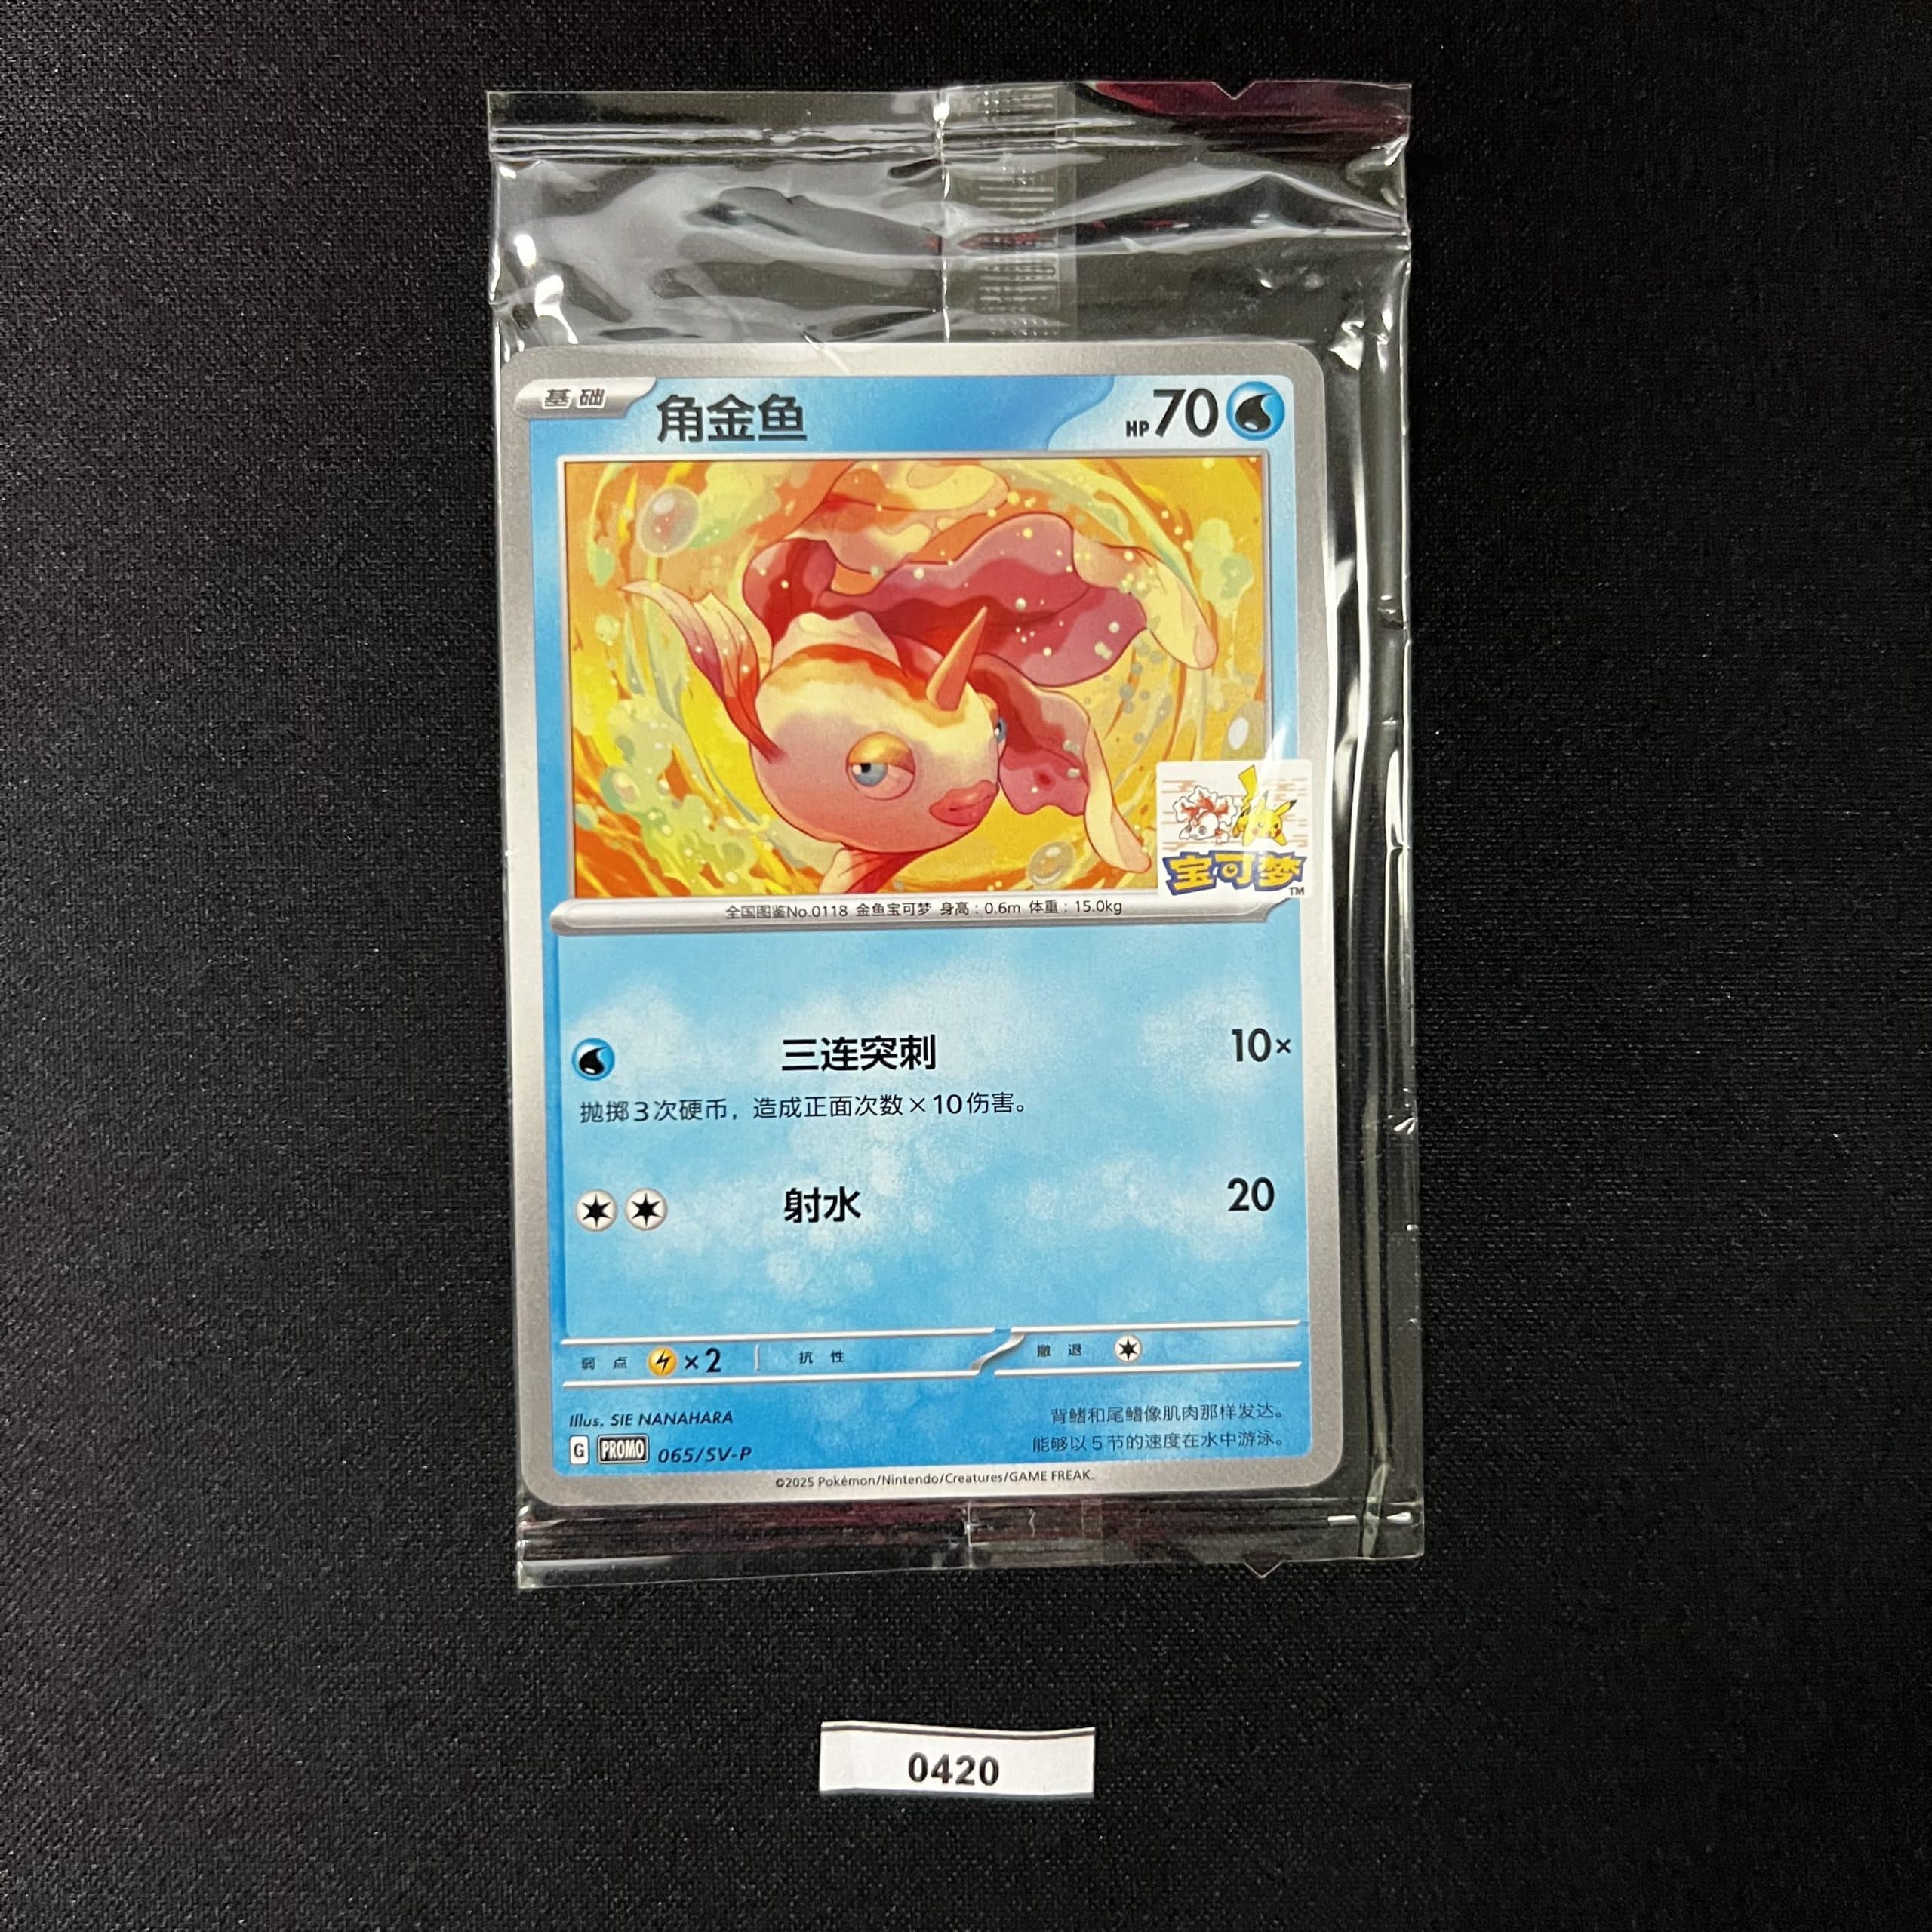 基础
角金鱼
HP70
宝可梦
TM
全国图鉴No.0118 金鱼宝可梦 身高：0.6m 体重：15.0kg
三连突刺 10×
抛掷3次硬币，造成正面次数×10伤害。
射水 20
弱点 ×2 抗性 撤退
Illus. SIE NANAHARA
背鳍和尾鳍像肌肉那样发达。
能够以5节的速度在水中游泳。
G PROMO 065/SV-P
©2025 Pokémon/Nintendo/Creatures/GAME FREAK.
0420